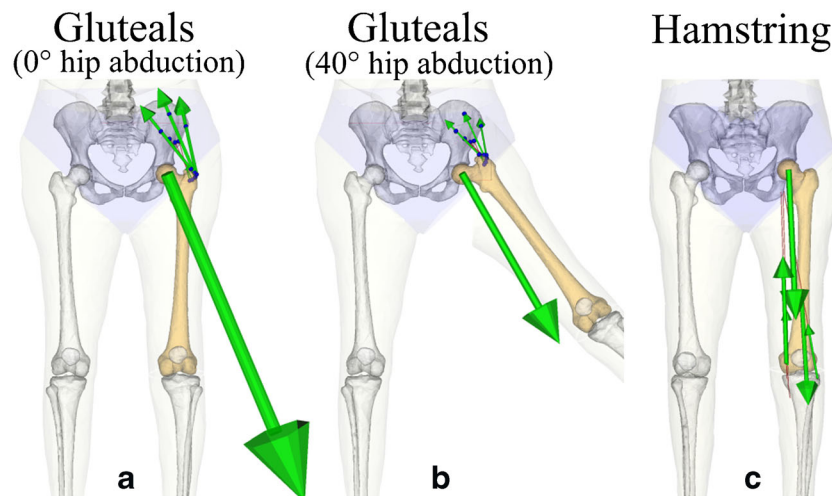 Gluteals
(0° hip abduction)
Gluteals
(40° hip abduction)
Hamstring
a
b
c